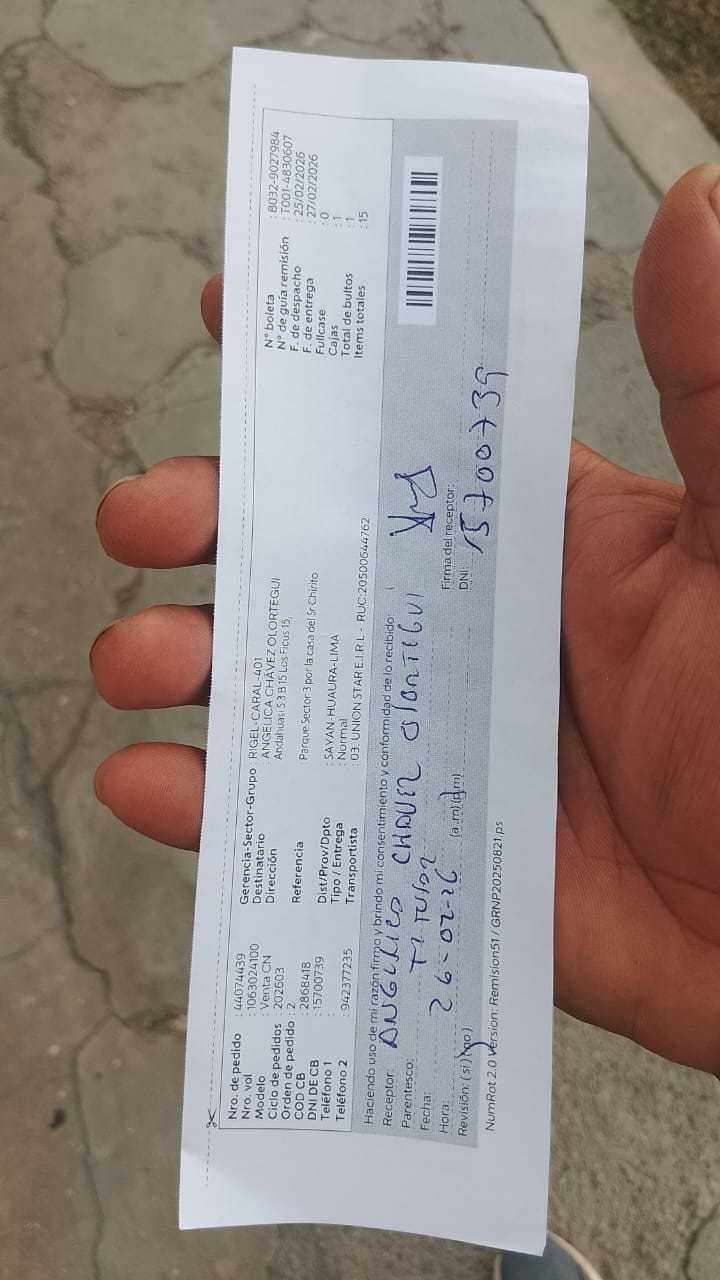 Nro. de pedido : 44074439
Nro. vol : 1063024100
Modelo : Venta CN
Ciclo de pedidos : 202603
Orden de pedido : 2
COD CB : 2868418
DNI DE CB : 15700739
Teléfono 1 :
Teléfono 2 : 942377235
Gerencia-Sector-Grupo : RIGEL-CARAL-401
Destinatario : ANGELICA CHAVEZ OLORTEGUI
Dirección : Andahuasi S 3 B 15 Los Ficus 15,
Referencia : Parque Sector 3 por la casa del Sr Chirito
Dist/Prov/Dpto : SAYAN-HUAURA-LIMA
Tipo / Entrega : Normal
Transportista : 03 UNION STAR E.I.R.L - RUC:20500644762
N° boleta : B032-9027984
N° de guía remisión : T001-4830607
F. de despacho : 25/02/2026
F. de entrega : 27/02/2026
Fullcase : 0
Cajas : 1
Total de bultos : 1
Items totales : 15
Haciendo uso de mi razón firmo y brindo mi consentimiento y conformidad de lo recibido:
Receptor: ANGELICA CHAVEZ OLORTEGUI
Parentesco: TITULAR
Fecha: 26-02-26
Hora: (a.m)(p.m)
Revisión: (si) (no)
Firma del receptor:
DNI: 15700739
NumRot 2.0 version: Remision51 / GRNP20250821.ps